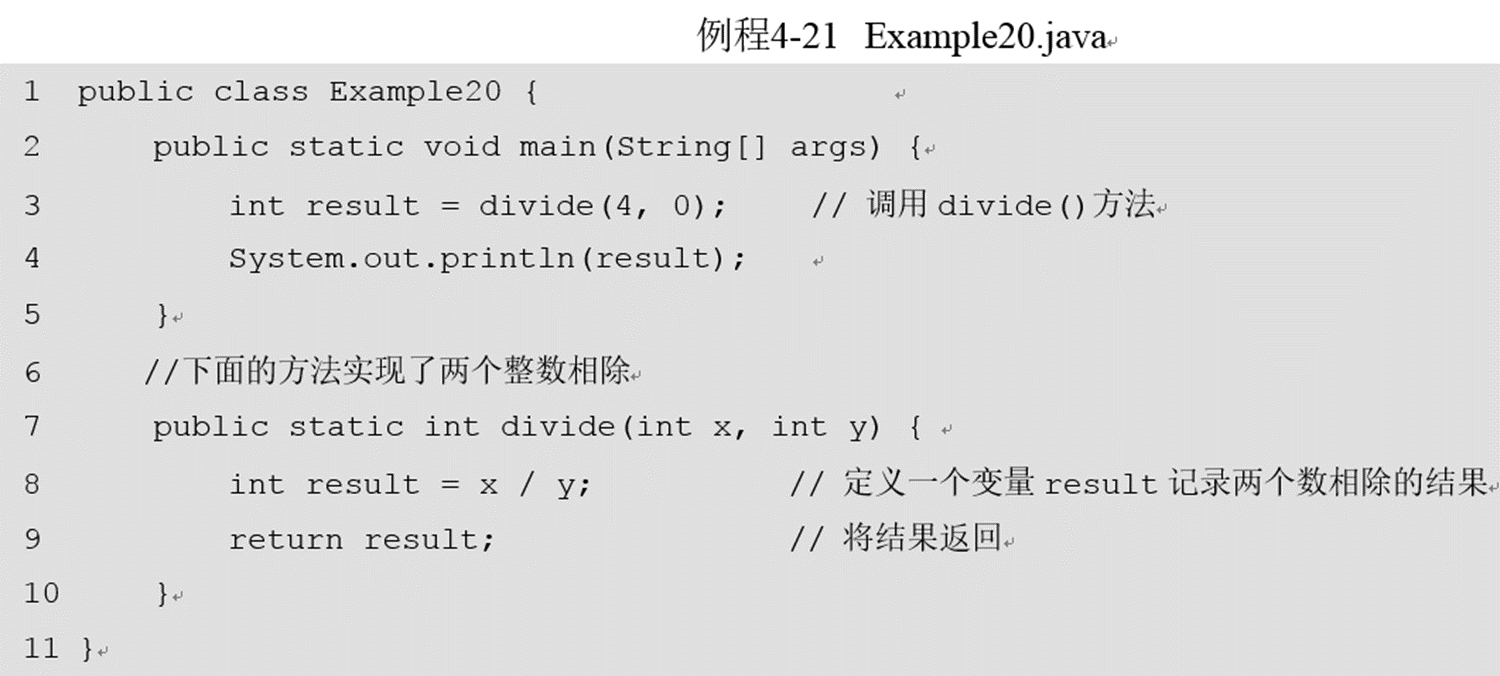 例程4-21 Example20.java
1 public class Example20 {
2 public static void main(String[] args) {
3 int result = divide(4, 0); // 调用 divide()方法
4 System.out.println(result);
5 }
6 //下面的方法实现了两个整数相除
7 public static int divide(int x, int y) {
8 int result = x / y; // 定义一个变量 result 记录两个数相除的结果
9 return result; // 将结果返回
10 }
11 }